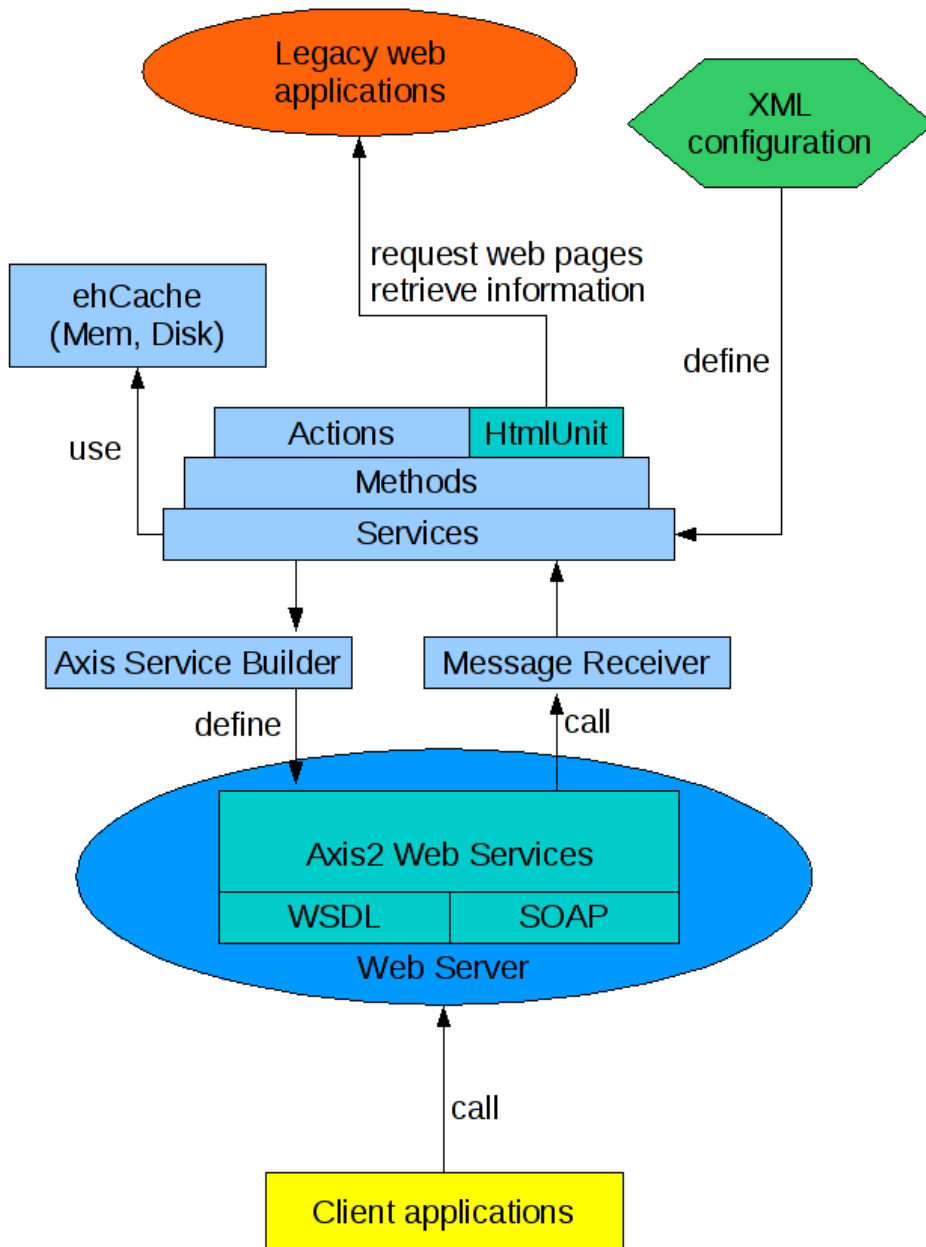 Legacy web
applications
XML
configuration
request web pages
retrieve information
ehCache
(Mem, Disk)
define
use
Actions
HtmlUnit
Methods
Services
Axis Service Builder
Message Receiver
define
call
Axis2 Web Services
WSDL
SOAP
Web Server
call
Client applications